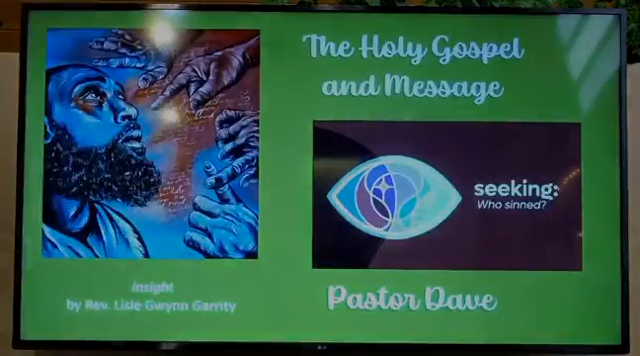 The Holy Gospel
and Message
seeking:
Who sinned?
insight
by Rev. Lisle Gwynn Garrity
Pastor Dave